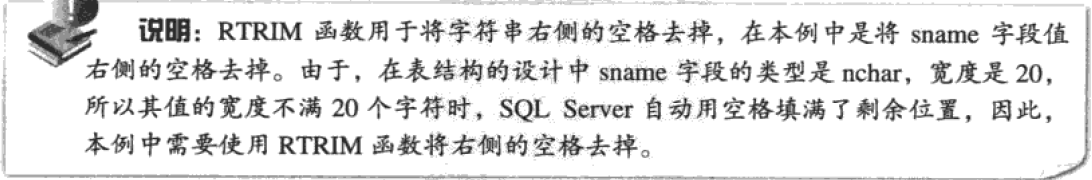 说明：RTRIM 函数用于将字符串右侧的空格去掉，在本例中是将 sname 字段值
右侧的空格去掉。由于，在表结构的设计中 sname 字段的类型是 nchar，宽度是 20，
所以其值的宽度不满 20 个字符时，SQL Server 自动用空格填满了剩余位置，因此，
本例中需要使用 RTRIM 函数将右侧的空格去掉。